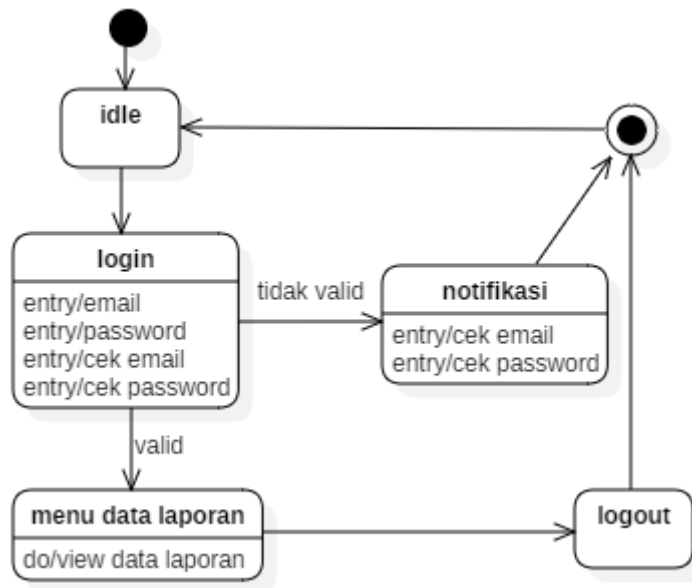 idle
login
entry/email
entry/password
entry/cek email
entry/cek password
tidak valid
notifikasi
entry/cek email
entry/cek password
valid
menu data laporan
do/view data laporan
logout